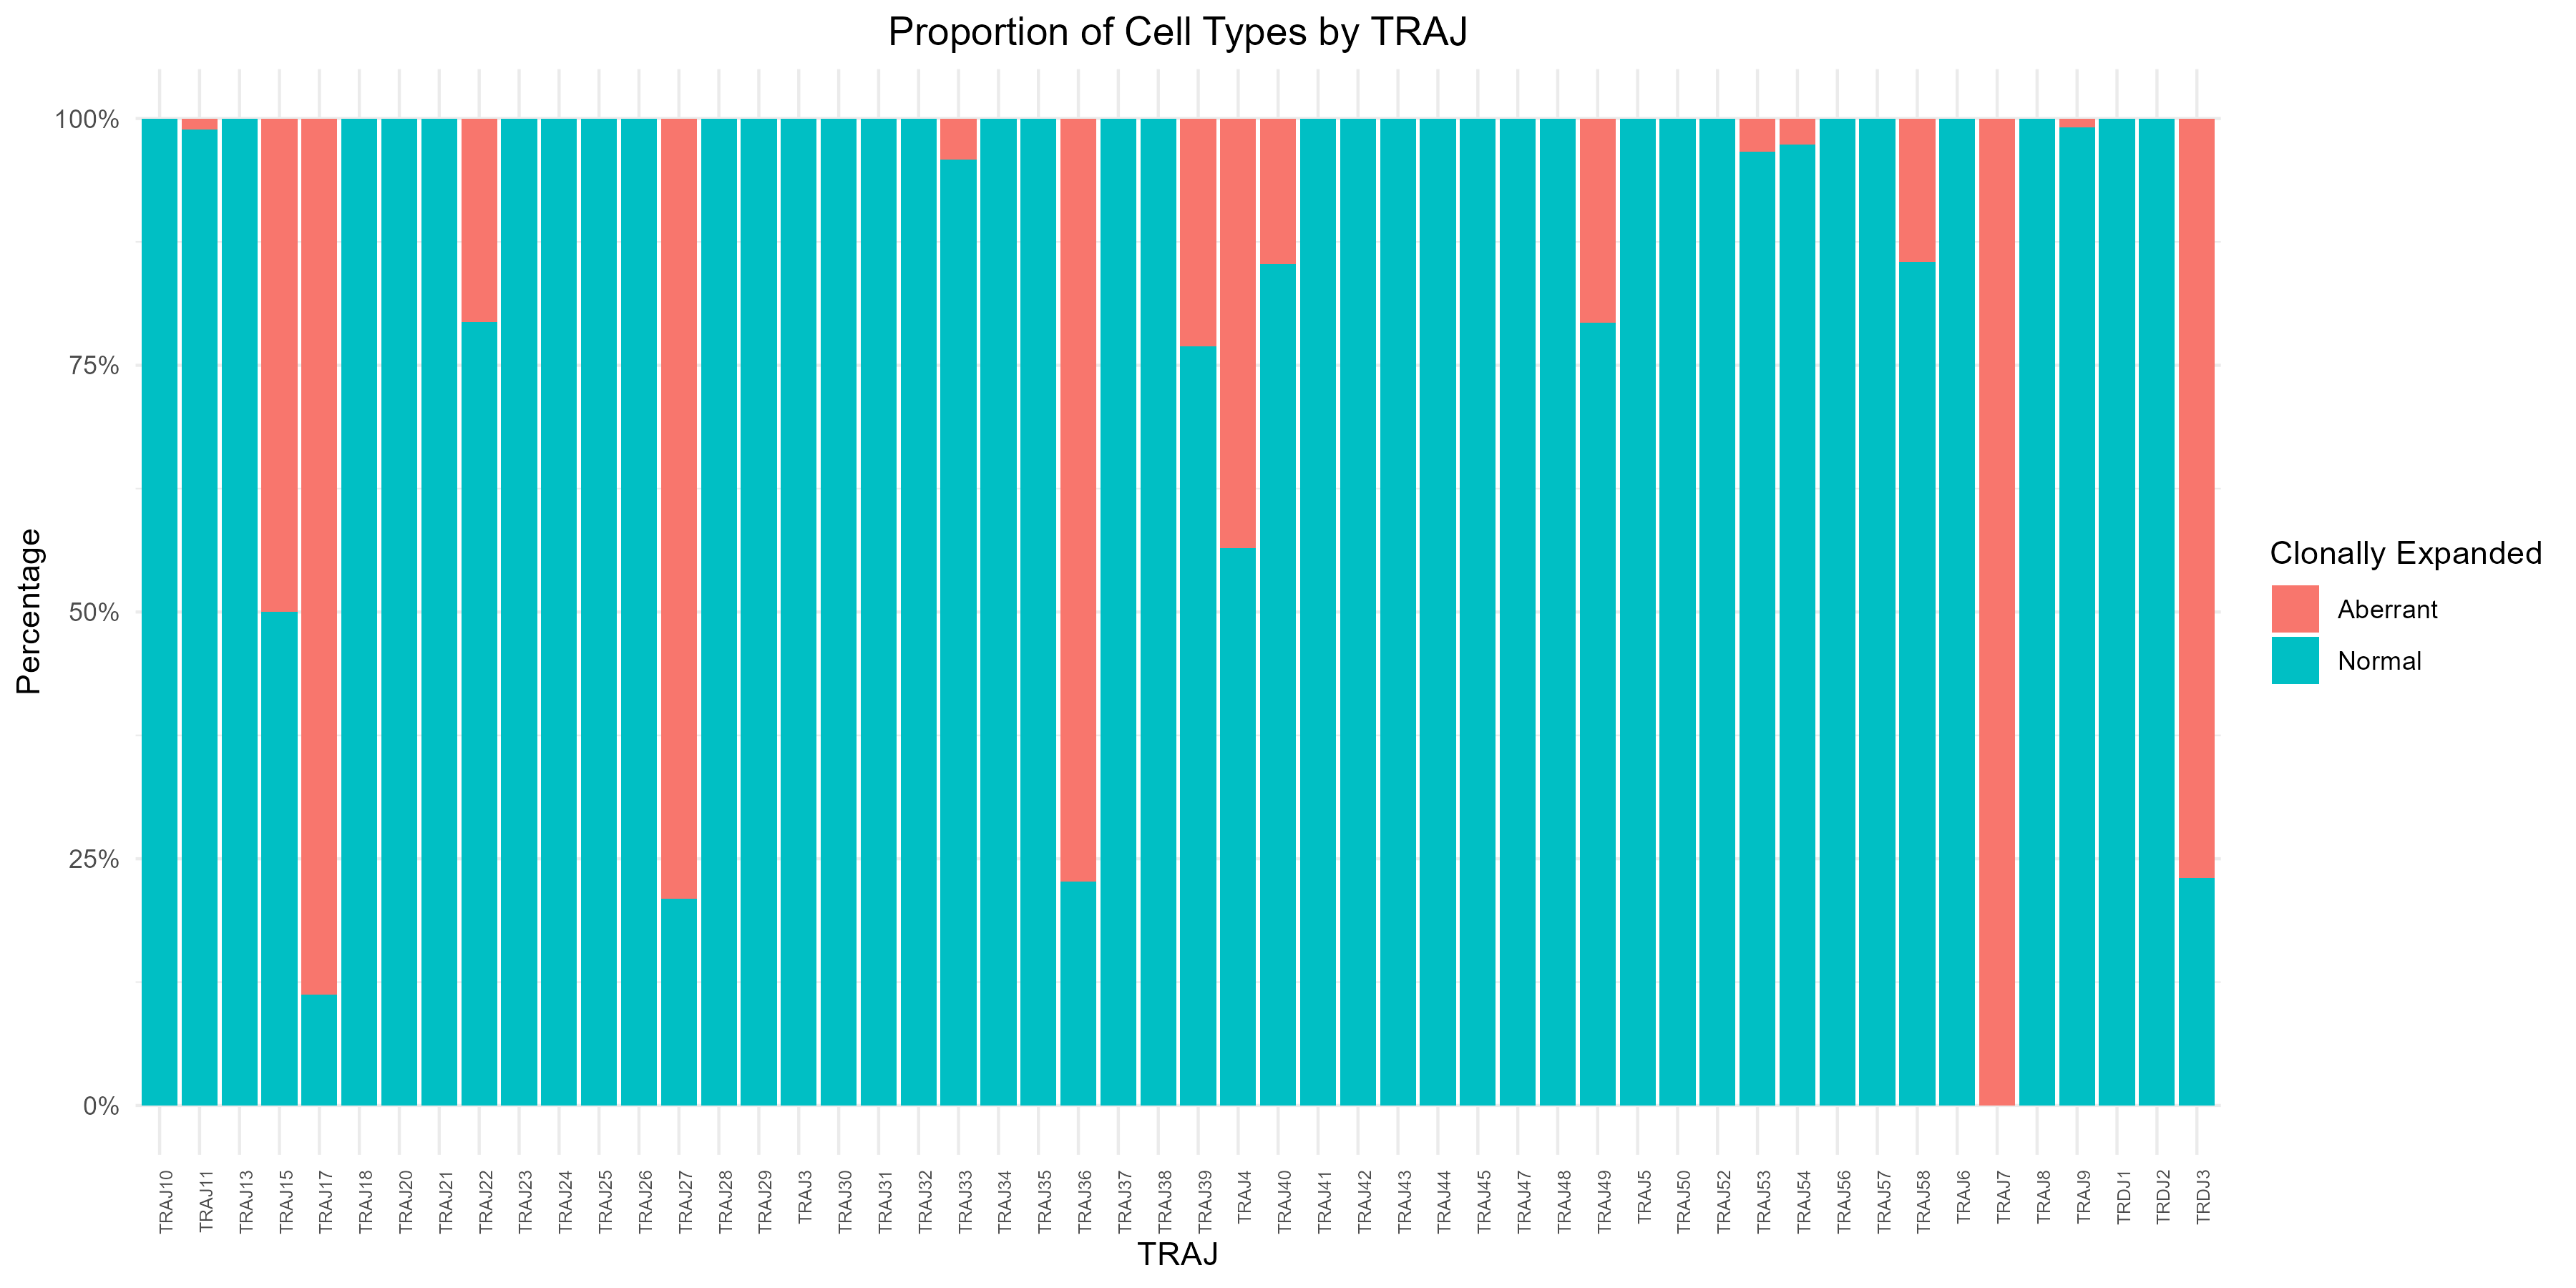 Proportion of Cell Types by TRAJ
100%
75%
50%
25%
0%
Percentage
TRAJ10
TRAJ11
TRAJ13
TRAJ15
TRAJ17
TRAJ18
TRAJ20
TRAJ21
TRAJ22
TRAJ23
TRAJ24
TRAJ25
TRAJ26
TRAJ27
TRAJ28
TRAJ29
TRAJ3
TRAJ30
TRAJ31
TRAJ32
TRAJ33
TRAJ34
TRAJ35
TRAJ36
TRAJ37
TRAJ38
TRAJ39
TRAJ4
TRAJ40
TRAJ41
TRAJ42
TRAJ43
TRAJ44
TRAJ45
TRAJ47
TRAJ48
TRAJ49
TRAJ5
TRAJ50
TRAJ52
TRAJ53
TRAJ54
TRAJ56
TRAJ57
TRAJ58
TRAJ6
TRAJ7
TRAJ8
TRAJ9
TRDJ1
TRDJ2
TRDJ3
TRAJ
Clonally Expanded
Aberrant
Normal